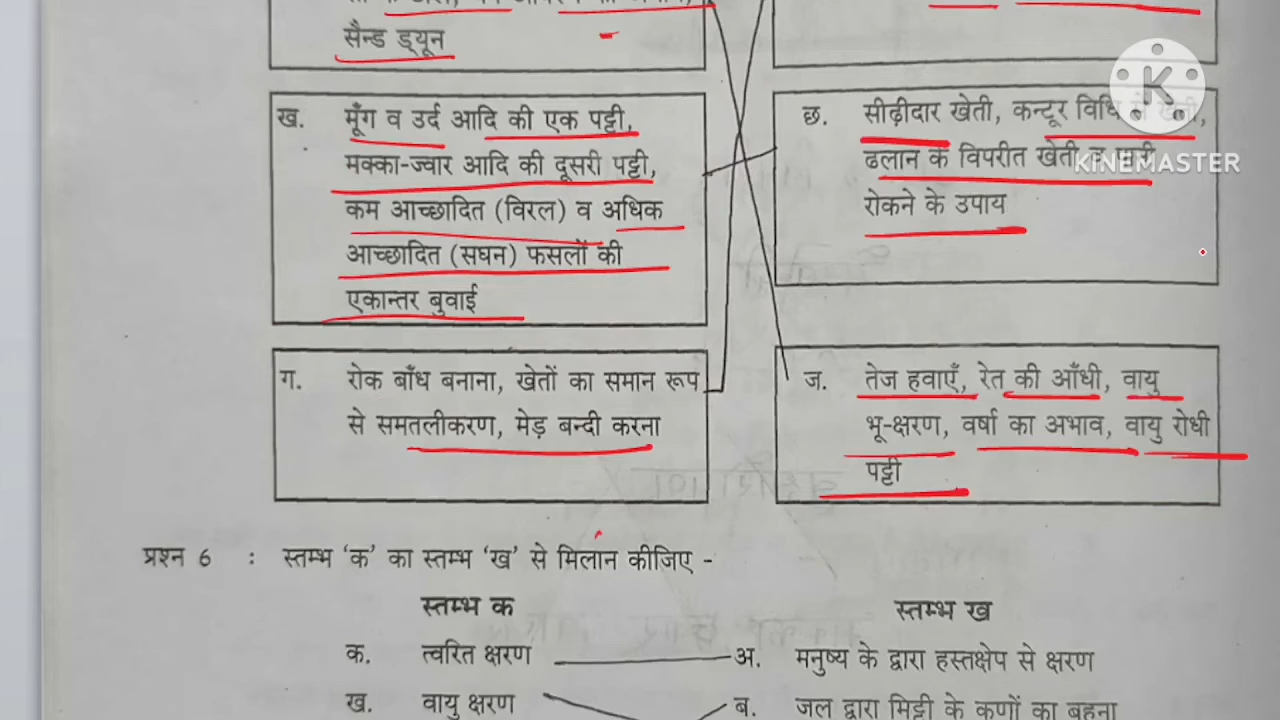 सैन्ड ड्यून
ख. मूँग व उर्द आदि की एक पट्टी,
मक्का-ज्वार आदि की दूसरी पट्टी,
कम आच्छादित (विरल) व अधिक
आच्छादित (सघन) फसलों की
एकान्तर बुवाई
छ. सीढ़ीदार खेती, कन्टूर विधि
ढलान के विपरीत खेती व
रोकने के उपाय
K
KINEMASTER
ग. रोक बाँध बनाना, खेतों का समान रूप
से समतलीकरण, मेड़ बन्दी करना
ज. तेज हवाएँ, रेत की आँधी, वायु
भू-क्षरण, वर्षा का अभाव, वायु रोधी
पट्टी
प्रश्न 6 : स्तम्भ ‘क’ का स्तम्भ ‘ख’ से मिलान कीजिए -
स्तम्भ क स्तम्भ ख
क. त्वरित क्षरण अ. मनुष्य के द्वारा हस्तक्षेप से क्षरण
ख. वायु क्षरण ब. जल द्वारा मिट्टी के कणों का बहना